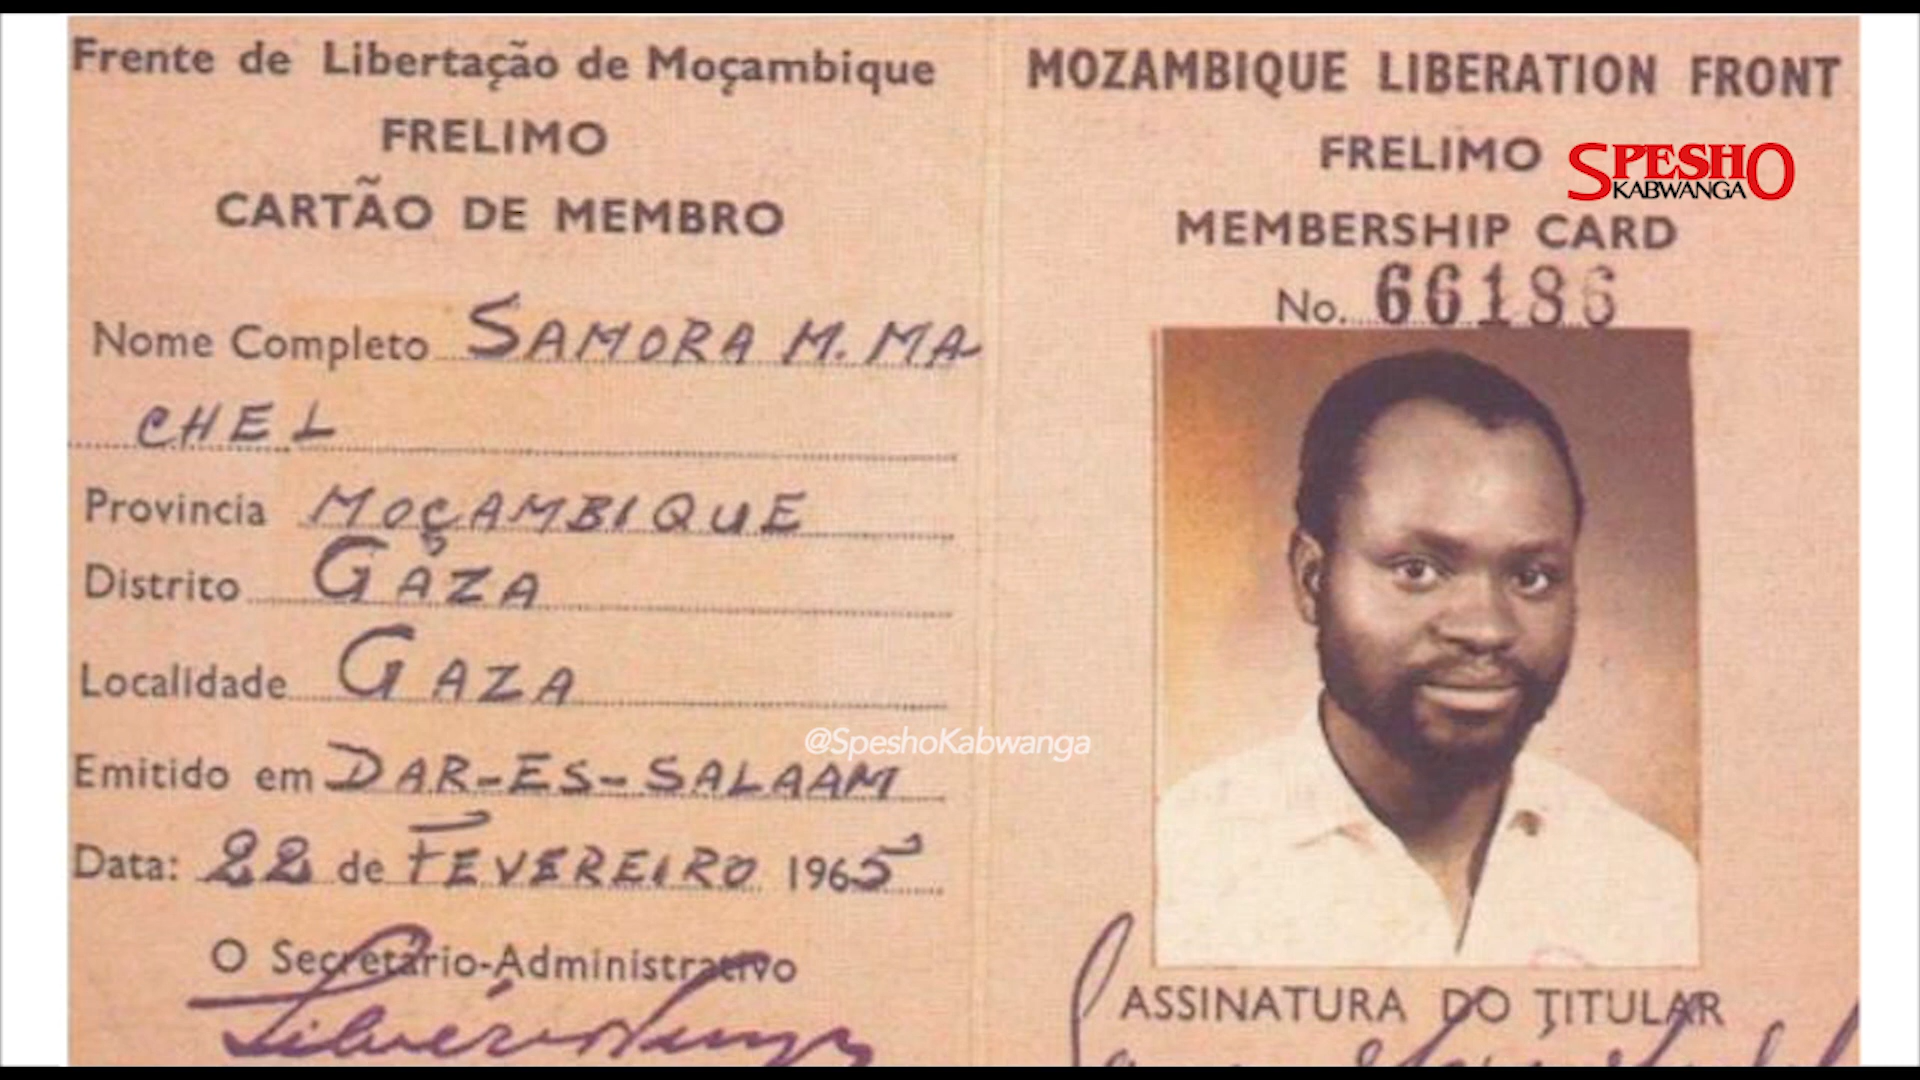 Frente de Libertação de Moçambique
FRELIMO
CARTÃO DE MEMBRO
Nome Completo SAMORA M. MA
CHEL
Provincia MOÇAMBIQUE
Distrito GAZA
Localidade GAZA
Emitido em DAR-ES-SALAAM
Data: 22 de FEVEREIRO 1965
O Secretário-Administrativo
MOZAMBIQUE LIBERATION FRONT
FRELIMO
MEMBERSHIP CARD
No. 66186
ASSINATURA DO TITULAR
SPESHO
KABWANGA
@SpeshoKabwanga